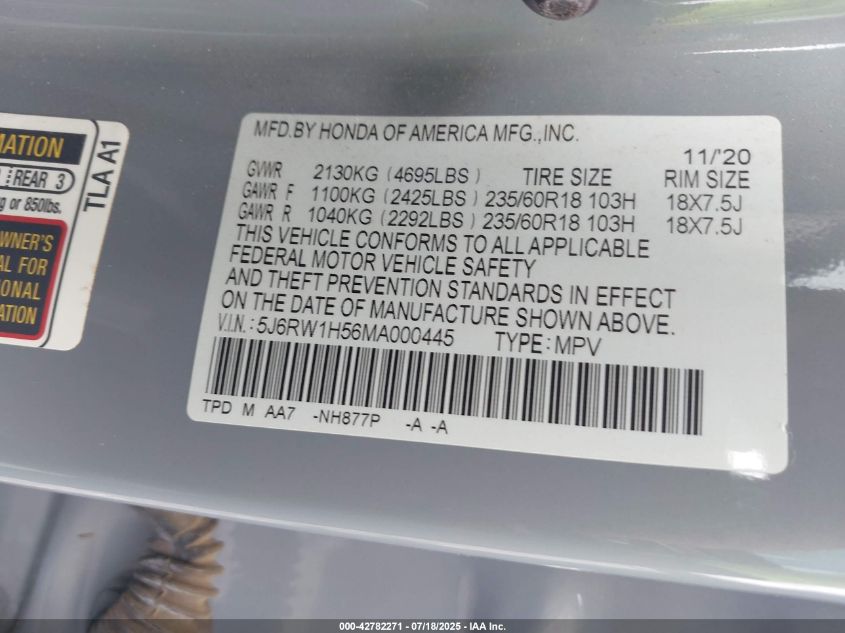 MATION
REAR 3
g or 850lbs.
WNER'S
AL FOR
ONAL
ATION
TLA A1
MFD.BY HONDA OF AMERICA MFG.,INC.
11/'20
GVWR 2130KG (4695LBS) TIRE SIZE RIM SIZE
GAWR F 1100KG (2425LBS) 235/60R18 103H 18X7.5J
GAWR R 1040KG (2292LBS) 235/60R18 103H 18X7.5J
THIS VEHICLE CONFORMS TO ALL APPLICABLE
FEDERAL MOTOR VEHICLE SAFETY
AND THEFT PREVENTION STANDARDS IN EFFECT
ON THE DATE OF MANUFACTURE SHOWN ABOVE.
V.I.N.: 5J6RW1H56MA000445 TYPE: MPV
TPD M AA7 -NH877P -A -A
000-42782271 - 07/18/2025 - IAA Inc.